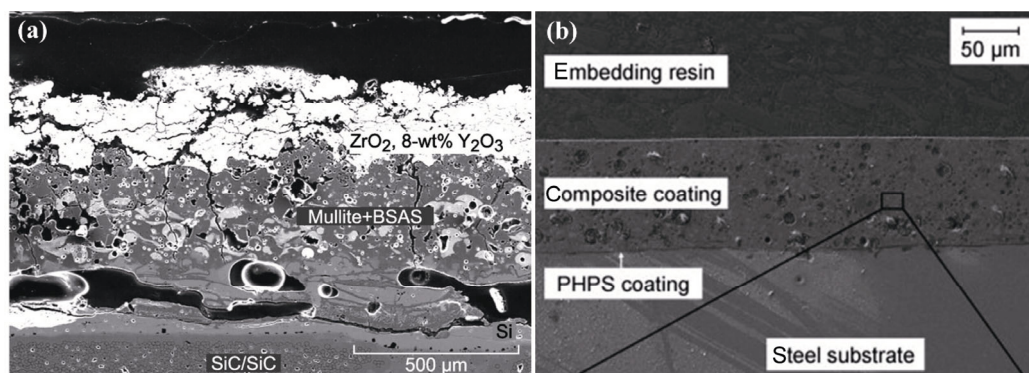 (a)
ZrO₂, 8-wt% Y₂O₃
Mullite+BSAS
Si
SiC/SiC
500 µm
(b)
50 µm
Embedding resin
Composite coating
PHPS coating
Steel substrate